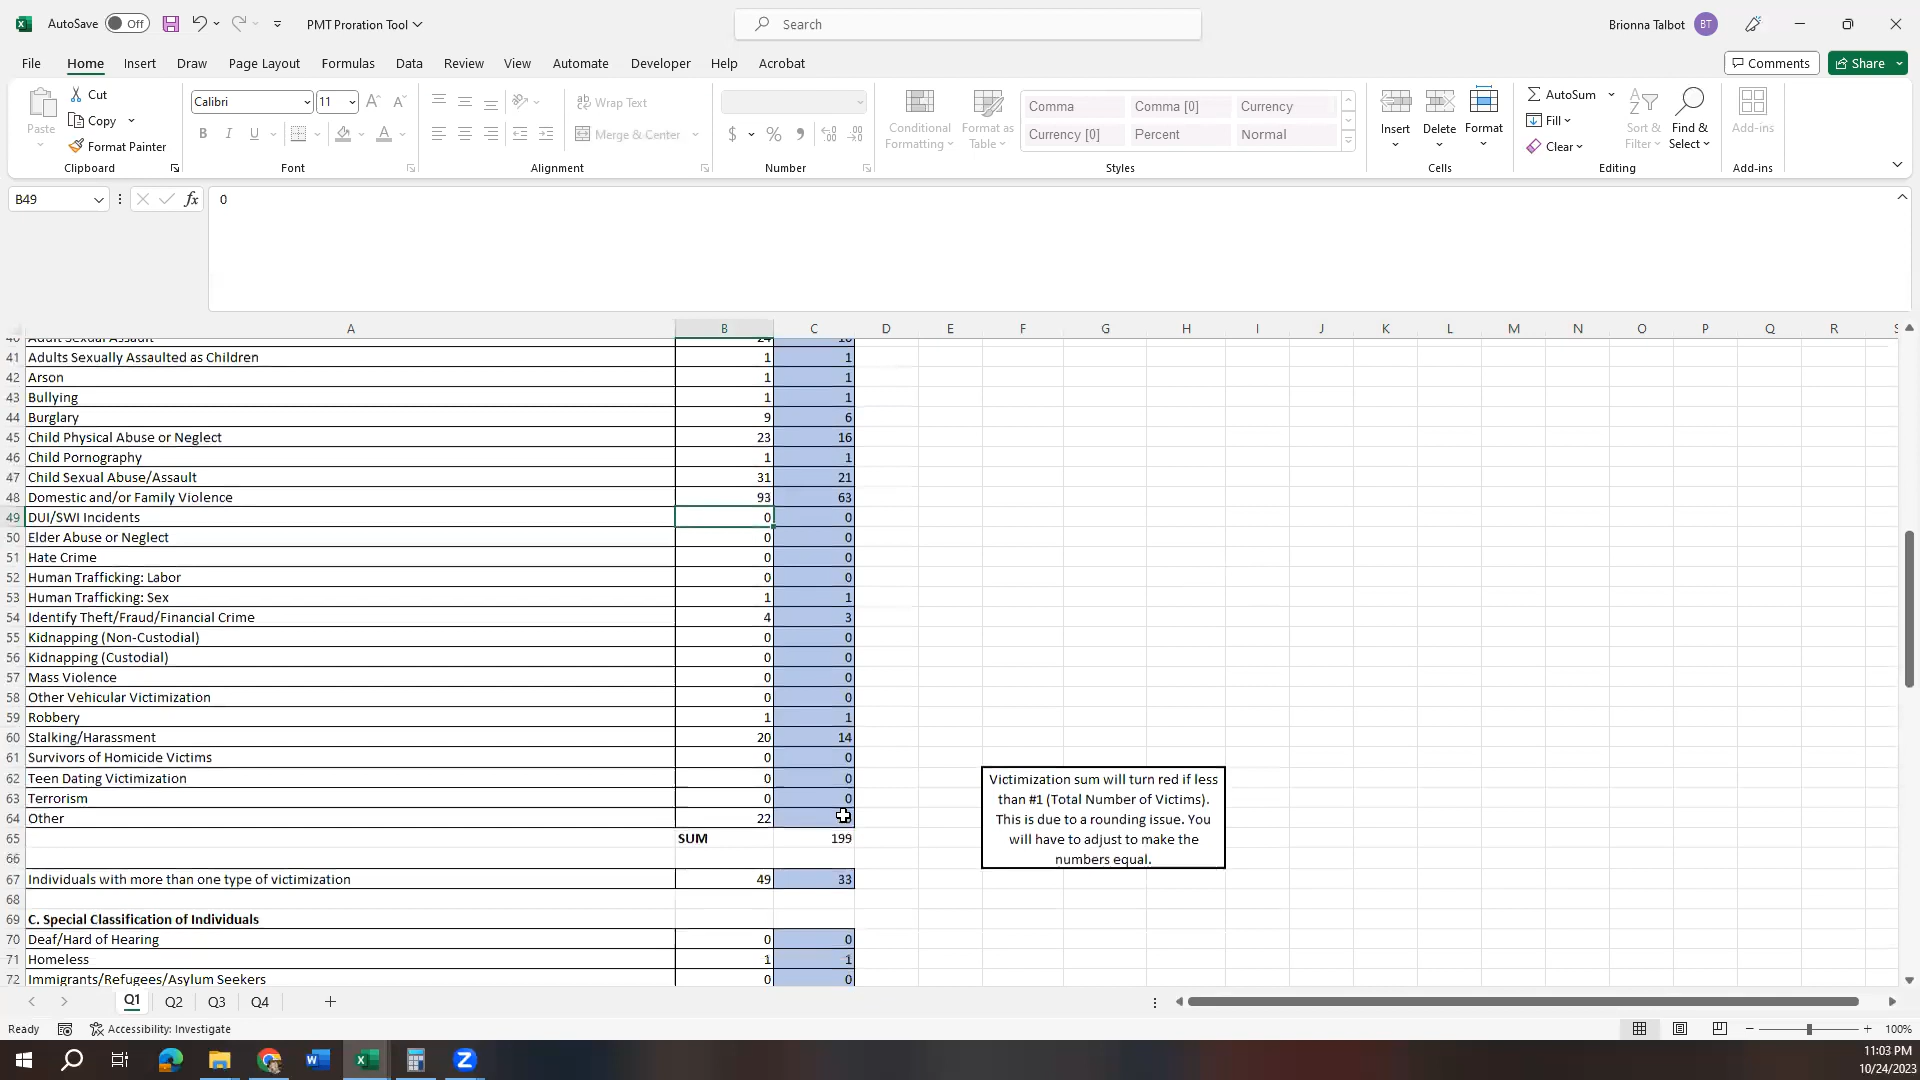 AutoSave Off PMT Proration Tool Search Brionna Talbot BT
File Home Insert Draw Page Layout Formulas Data Review View Automate Developer Help Acrobat Comments Share
Paste Cut Copy Format Painter Clipboard
Calibri 11 B I U A Font
ab Wrap Text Merge & Center Alignment
$ % , Number
Conditional Formatting Format as Table
Comma Comma [0] Currency
Currency [0] Percent Normal
Styles
Insert Delete Format Cells
AutoSum Fill Clear Sort & Filter Find & Select Editing
Add-ins Add-ins
B49 fx 0
A B C D E F G H I J K L M N O P Q R
41 Adults Sexually Assaulted as Children 1 1
42 Arson 1 1
43 Bullying 1 1
44 Burglary 9 6
45 Child Physical Abuse or Neglect 23 16
46 Child Pornography 1 1
47 Child Sexual Abuse/Assault 31 21
48 Domestic and/or Family Violence 93 63
49 DUI/SWI Incidents 0 0
50 Elder Abuse or Neglect 0 0
51 Hate Crime 0 0
52 Human Trafficking: Labor 0 0
53 Human Trafficking: Sex 1 1
54 Identify Theft/Fraud/Financial Crime 4 3
55 Kidnapping (Non-Custodial) 0 0
56 Kidnapping (Custodial) 0 0
57 Mass Violence 0 0
58 Other Vehicular Victimization 0 0
59 Robbery 1 1
60 Stalking/Harassment 20 14
61 Survivors of Homicide Victims 0 0
62 Teen Dating Victimization 0 0
63 Terrorism 0 0
64 Other 22
65 SUM 199
66
67 Individuals with more than one type of victimization 49 33
68
69 C. Special Classification of Individuals
70 Deaf/Hard of Hearing 0 0
71 Homeless 1 1
72 Immigrants/Refugees/Asylum Seekers 0 0
Victimization sum will turn red if less
than #1 (Total Number of Victims).
This is due to a rounding issue. You
will have to adjust to make the
numbers equal.
Q1 Q2 Q3 Q4
Ready Accessibility: Investigate 100%
11:03 PM
10/24/2023